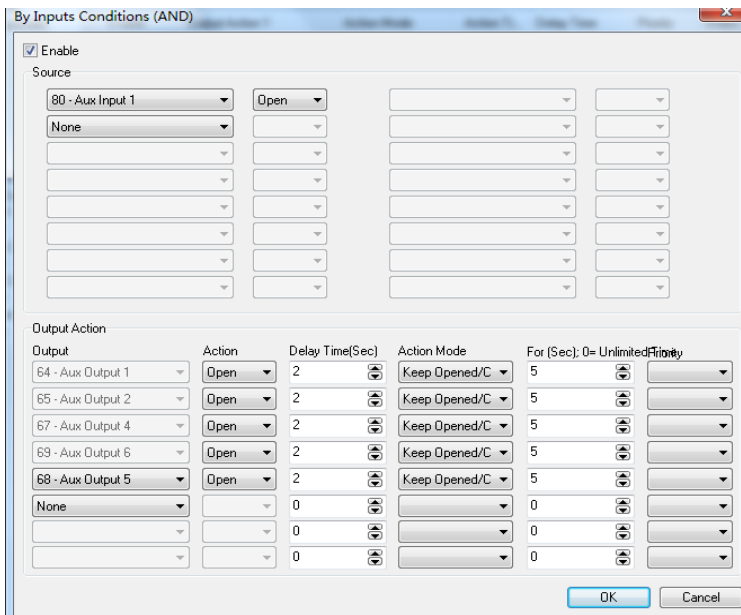 By Inputs Conditions (AND)
Enable
Source
80 - Aux Input 1 Open
None
Output Action
Output Action Delay Time(Sec) Action Mode For (Sec); 0= Unlimited Time Priority
64 - Aux Output 1 Open 2 Keep Opened/C 5
65 - Aux Output 2 Open 2 Keep Opened/C 5
67 - Aux Output 4 Open 2 Keep Opened/C 5
69 - Aux Output 6 Open 2 Keep Opened/C 5
68 - Aux Output 5 Open 2 Keep Opened/C 5
None 0 0
0 0
0 0
OK Cancel